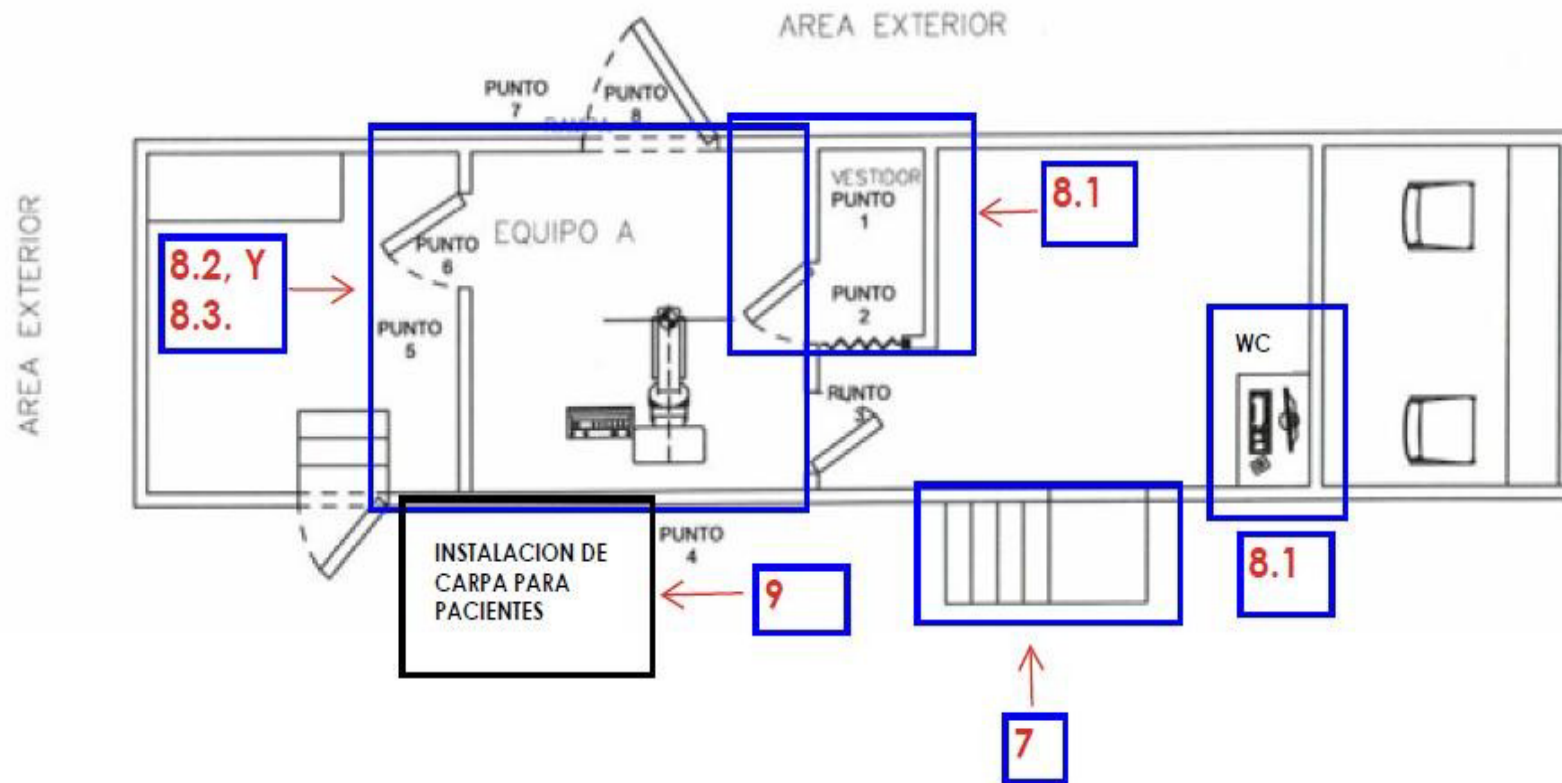 AREA EXTERIOR
PUNTO
7
PUNTO
8
RAMPA
AREA EXTERIOR
VESTIDOR
PUNTO
1
8.1
EQUIPO A
PUNTO
6
8.2, Y
8.3.
PUNTO
5
PUNTO
2
WC
PUNTO
3
INSTALACION DE
CARPA PARA
PACIENTES
PUNTO
4
9
8.1
7